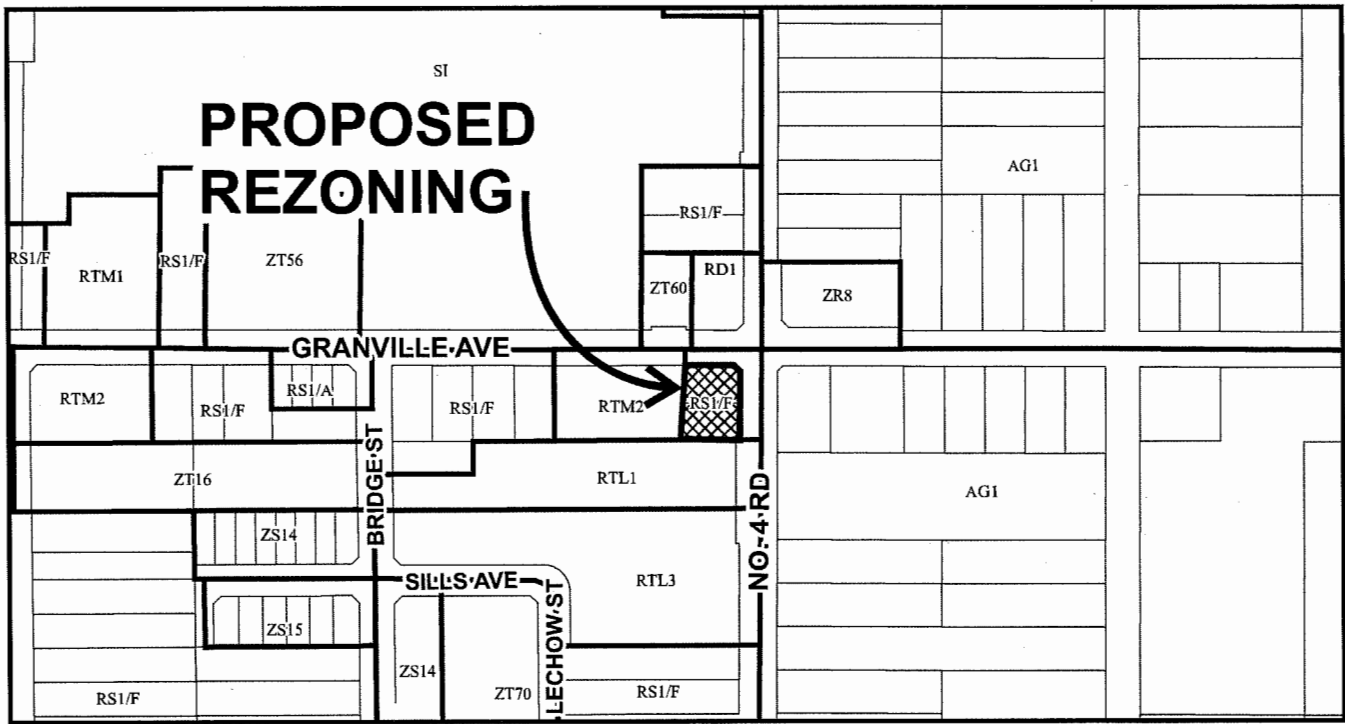 SI
PROPOSED
REZONING
AG1
RS1/F
RS1/F
RTM1
RS1/F
ZT56
ZT60
RD1
ZR8
GRANVILLE AVE
RTM2
RS1/F
RS1/A
RS1/F
RTM2
RS1/F
BRIDGE ST
ZT16
RTL1
NO. 4 RD
AG1
ZS14
SILLS AVE
LECHOW ST
RTL3
ZS15
ZS14
ZT70
RS1/F
RS1/F